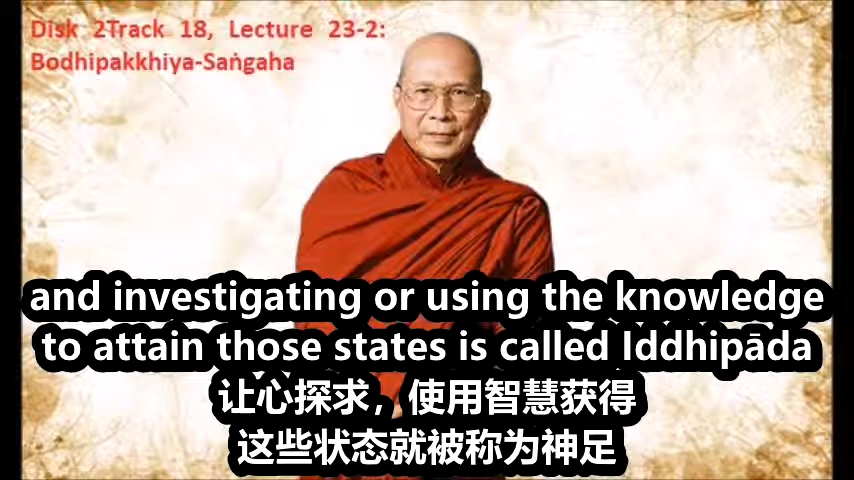 Disk 2Track 18, Lecture 23-2:
Bodhipakkhiya-Saṅgaha
and investigating or using the knowledge
to attain those states is called Iddhipāda
让心探求，使用智慧获得
这些状态就被称为神足